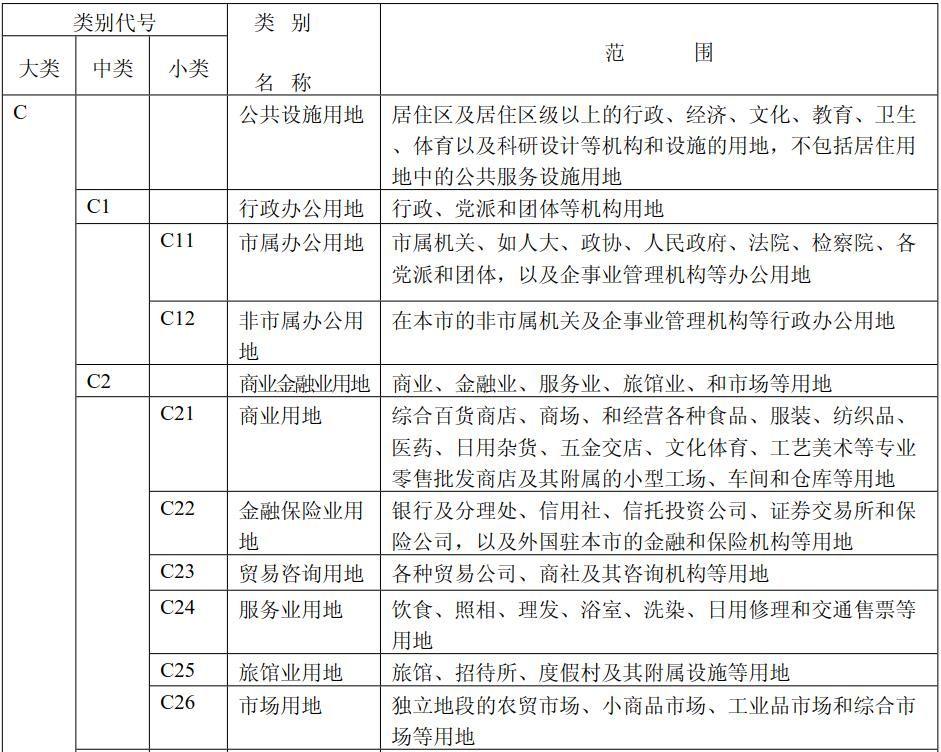 类别代号 类 别
大类 中类 小类 名 称 范 围
C 公共设施用地 居住区及居住区级以上的行政、经济、文化、教育、卫生
、体育以及科研设计等机构和设施的用地，不包括居住用
地中的公共服务设施用地
C1 行政办公用地 行政、党派和团体等机构用地
C11 市属办公用地 市属机关、如人大、政协、人民政府、法院、检察院、各
党派和团体，以及企事业管理机构等办公用地
C12 非市属办公用 在本市的非市属机关及企事业管理机构等行政办公用地
地
C2 商业金融业用地 商业、金融业、服务业、旅馆业、和市场等用地
C21 商业用地 综合百货商店、商场、和经营各种食品、服装、纺织品、
医药、日用杂货、五金交店、文化体育、工艺美术等专业
零售批发商店及其附属的小型工场、车间和仓库等用地
C22 金融保险业用 银行及分理处、信用社、信托投资公司、证券交易所和保
地 险公司，以及外国驻本市的金融和保险机构等用地
C23 贸易咨询用地 各种贸易公司、商社及其咨询机构等用地
C24 服务业用地 饮食、照相、理发、浴室、洗染、日用修理和交通售票等
用地
C25 旅馆业用地 旅馆、招待所、度假村及其附属设施等用地
C26 市场用地 独立地段的农贸市场、小商品市场、工业品市场和综合市
场等用地